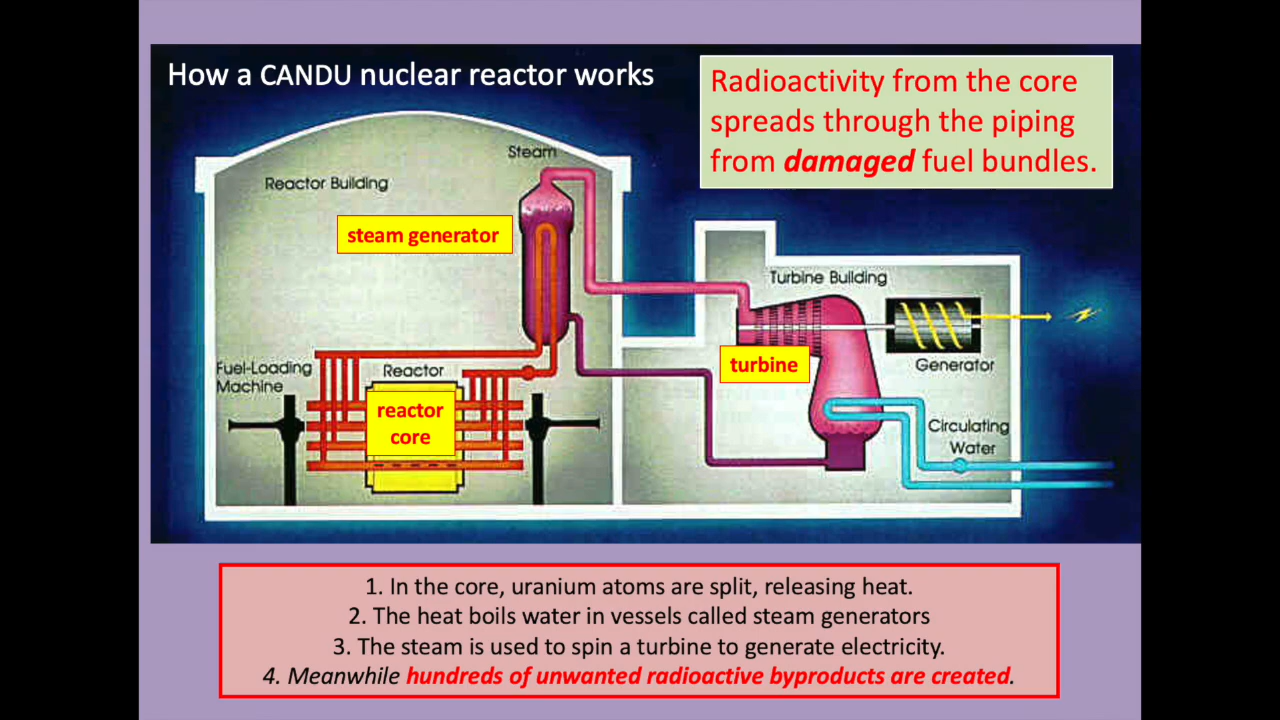 How a CANDU nuclear reactor works
Radioactivity from the core
spreads through the piping
from damaged fuel bundles.
Steam
Reactor Building
steam generator
Turbine Building
turbine
Generator
Fuel-Loading
Machine
Reactor
reactor
core
Circulating
Water
1. In the core, uranium atoms are split, releasing heat.
2. The heat boils water in vessels called steam generators
3. The steam is used to spin a turbine to generate electricity.
4. Meanwhile hundreds of unwanted radioactive byproducts are created.